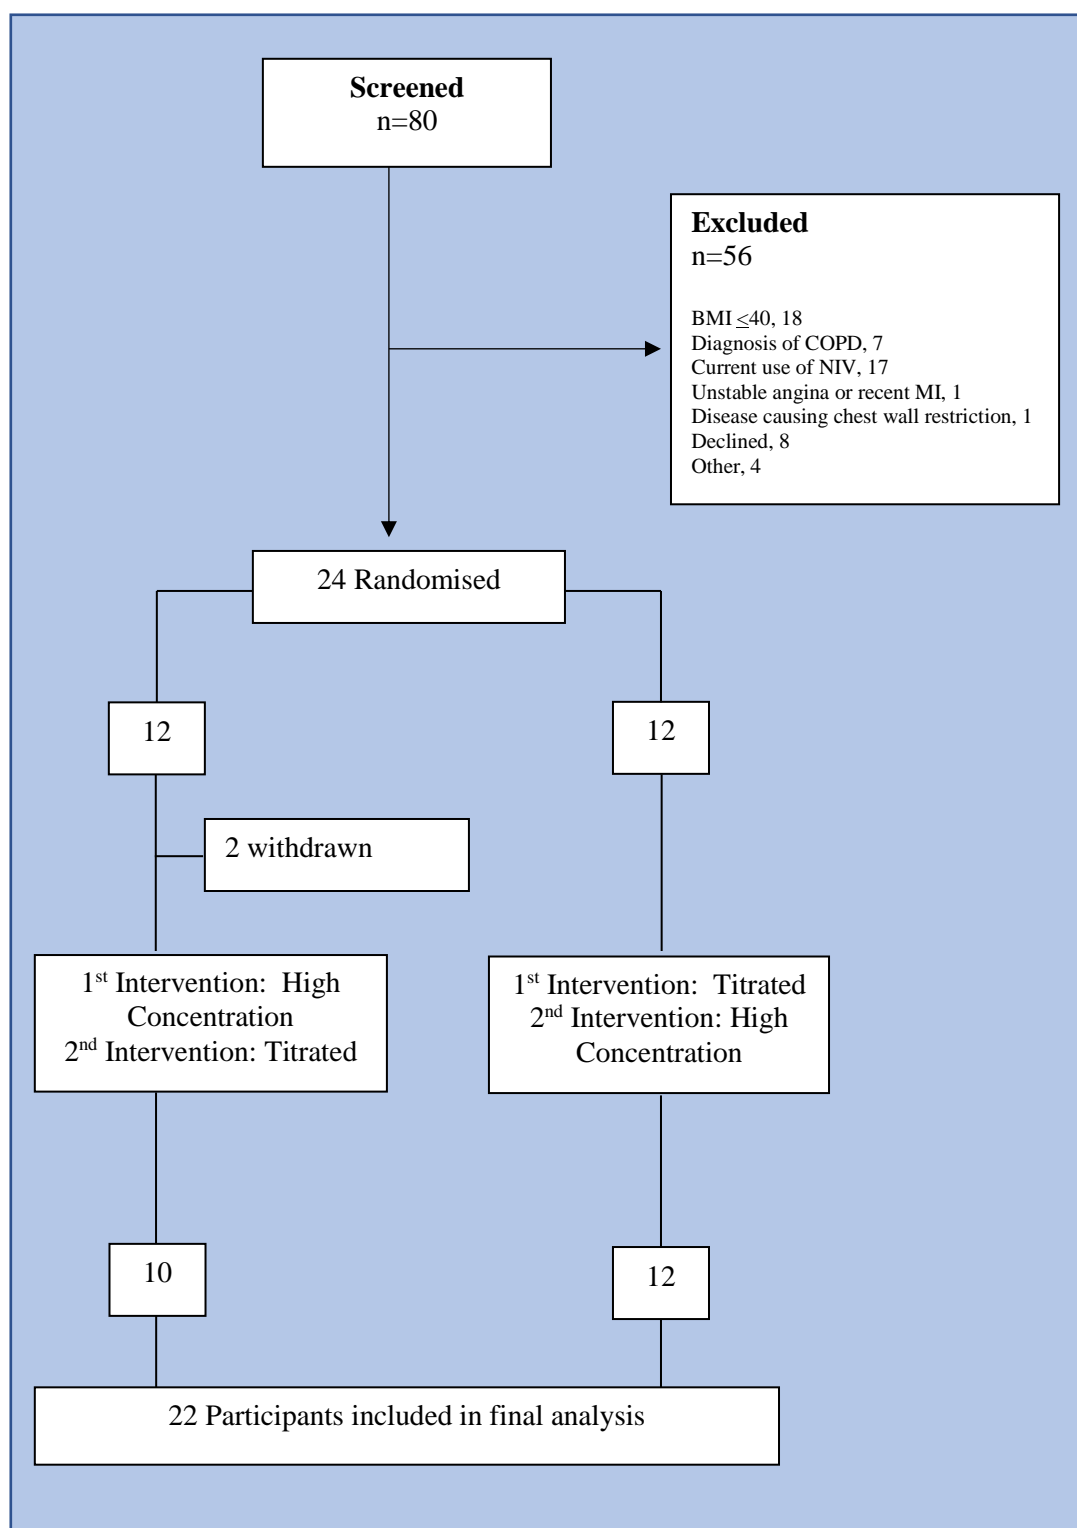 Screened
n=80
Excluded
n=56
BMI ≤40, 18
Diagnosis of COPD, 7
Current use of NIV, 17
Unstable angina or recent MI, 1
Disease causing chest wall restriction, 1
Declined, 8
Other, 4
24 Randomised
12
12
2 withdrawn
1st Intervention: High
Concentration
2nd Intervention: Titrated
1st Intervention: Titrated
2nd Intervention: High
Concentration
10
12
22 Participants included in final analysis